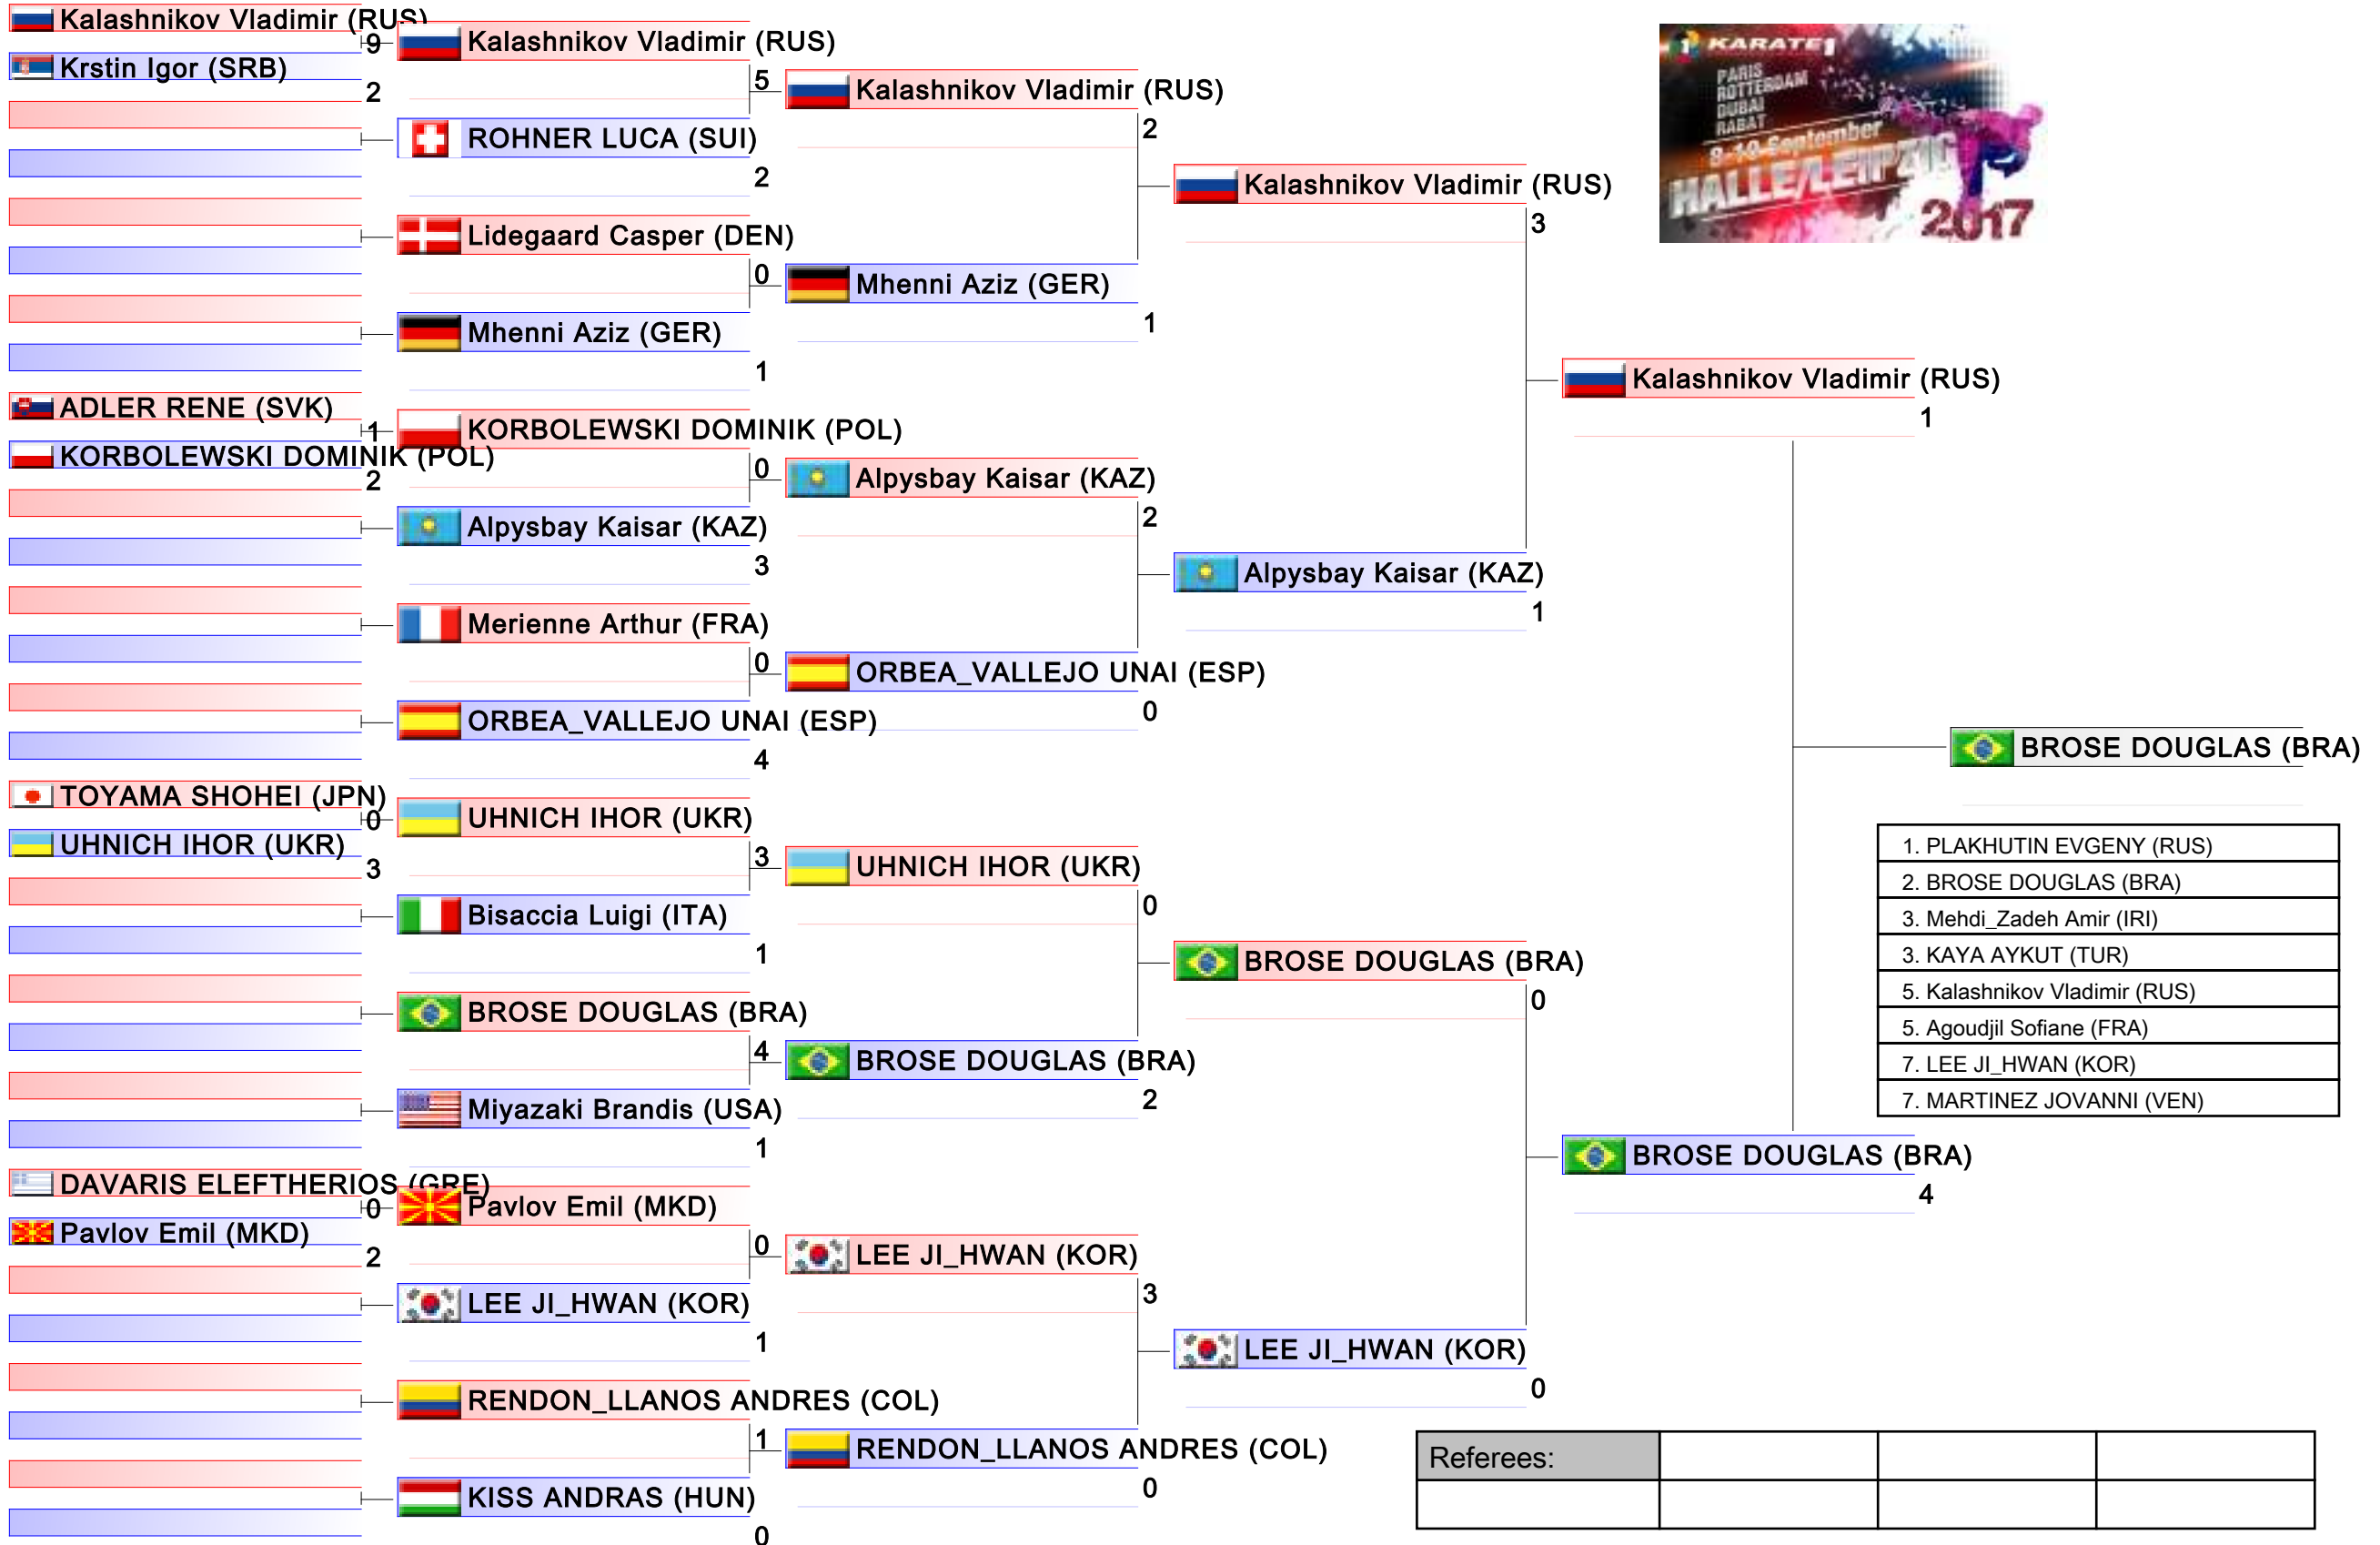 Kalashnikov Vladimir (RUS)
9
Krstin Igor (SRB)
2
ADLER RENE (SVK)
1
KORBOLEWSKI DOMINIK (POL)
2
TOYAMA SHOHEI (JPN)
0
UHNICH IHOR (UKR)
3
DAVARIS ELEFTHERIOS (GRE)
0
Pavlov Emil (MKD)
2
Kalashnikov Vladimir (RUS)
5
ROHNER LUCA (SUI)
2
Lidegaard Casper (DEN)
0
Mhenni Aziz (GER)
1
KORBOLEWSKI DOMINIK (POL)
0
Alpysbay Kaisar (KAZ)
3
Merienne Arthur (FRA)
0
ORBEA_VALLEJO UNAI (ESP)
4
UHNICH IHOR (UKR)
3
Bisaccia Luigi (ITA)
1
BROSE DOUGLAS (BRA)
4
Miyazaki Brandis (USA)
1
Pavlov Emil (MKD)
0
LEE JI_HWAN (KOR)
1
RENDON_LLANOS ANDRES (COL)
1
KISS ANDRAS (HUN)
0
Kalashnikov Vladimir (RUS)
2
Mhenni Aziz (GER)
1
Alpysbay Kaisar (KAZ)
2
ORBEA_VALLEJO UNAI (ESP)
0
UHNICH IHOR (UKR)
0
BROSE DOUGLAS (BRA)
2
LEE JI_HWAN (KOR)
3
RENDON_LLANOS ANDRES (COL)
0
Kalashnikov Vladimir (RUS)
3
Alpysbay Kaisar (KAZ)
1
BROSE DOUGLAS (BRA)
0
LEE JI_HWAN (KOR)
0
Kalashnikov Vladimir (RUS)
1
BROSE DOUGLAS (BRA)
4
BROSE DOUGLAS (BRA)
KARATE1
PARIS
ROTTERDAM
DUBAI
RABAT
8-10 September
HALLE/LEIPZIG
2017
1. PLAKHUTIN EVGENY (RUS)
2. BROSE DOUGLAS (BRA)
3. Mehdi_Zadeh Amir (IRI)
3. KAYA AYKUT (TUR)
5. Kalashnikov Vladimir (RUS)
5. Agoudjil Sofiane (FRA)
7. LEE JI_HWAN (KOR)
7. MARTINEZ JOVANNI (VEN)
Referees: